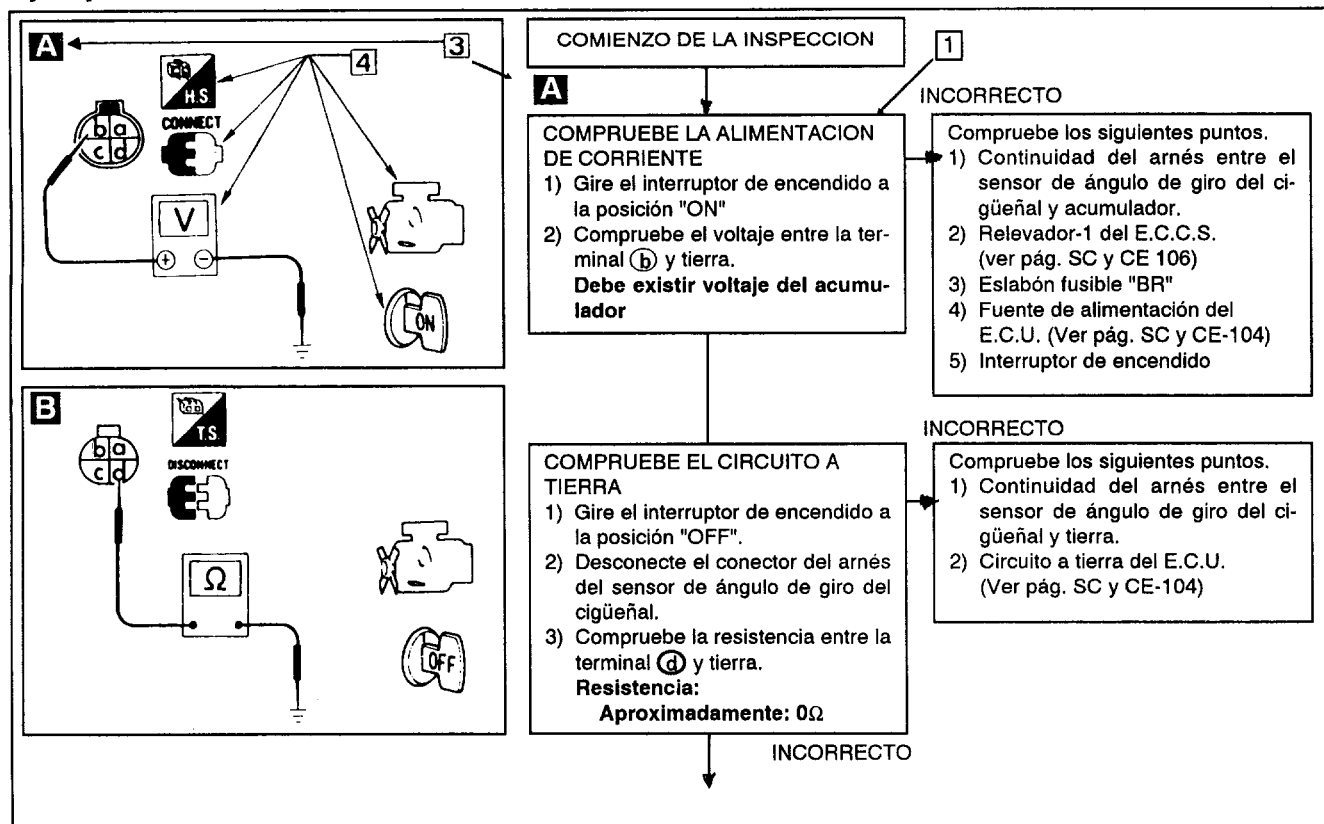 A
3
4
H.S.
CONNECT
b a
c d
V
+ −
ON
B
T.S.
DISCONNECT
b a
c d
Ω
OFF
COMIENZO DE LA INSPECCION
1
A
COMPRUEBE LA ALIMENTACION
DE CORRIENTE
1) Gire el interruptor de encendido a
la posición "ON"
2) Compruebe el voltaje entre la ter-
minal ⓑ y tierra.
Debe existir voltaje del acumu-
lador
INCORRECTO
Compruebe los siguientes puntos.
1) Continuidad del arnés entre el
sensor de ángulo de giro del ci-
güeñal y acumulador.
2) Relevador-1 del E.C.C.S.
(ver pág. SC y CE 106)
3) Eslabón fusible "BR"
4) Fuente de alimentación del
E.C.U. (Ver pág. SC y CE-104)
5) Interruptor de encendido
COMPRUEBE EL CIRCUITO A
TIERRA
1) Gire el interruptor de encendido a
la posición "OFF".
2) Desconecte el conector del arnés
del sensor de ángulo de giro del
cigüeñal.
3) Compruebe la resistencia entre la
terminal ⓓ y tierra.
Resistencia:
Aproximadamente: 0Ω
INCORRECTO
Compruebe los siguientes puntos.
1) Continuidad del arnés entre el
sensor de ángulo de giro del ci-
güeñal y tierra.
2) Circuito a tierra del E.C.U.
(Ver pág. SC y CE-104)
INCORRECTO